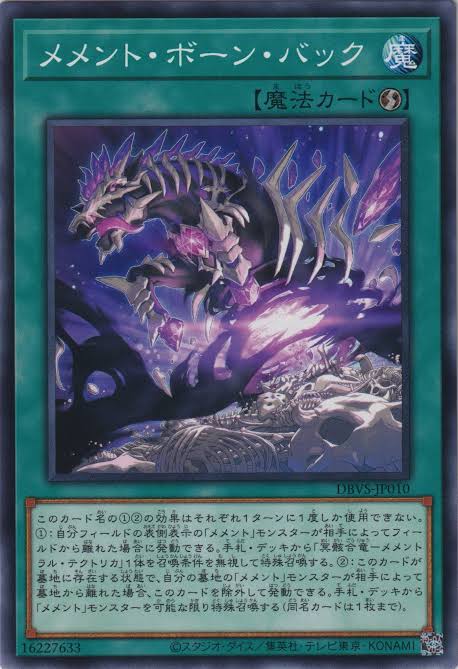 メメント・ボーン・バック
魔
【魔法カード】
DBVS-JP010
このカード名の①②の効果はそれぞれ1ターンに1度しか使用できない。
①：自分フィールドの表側表示の「メメント」モンスターが相手によってフィ
ールドから離れた場合に発動できる。手札・デッキから「冥骸合竜－メメント
ラル・テクトリカ」1体を召喚条件を無視して特殊召喚する。②：このカードが
墓地に存在する状態で、自分の墓地の「メメント」モンスターが相手によって
墓地から離れた場合、このカードを除外して発動できる。手札・デッキから
「メメント」モンスターを可能な限り特殊召喚する（同名カードは1枚まで）。
16227633
©スタジオ・ダイス／集英社・テレビ東京・KONAMI